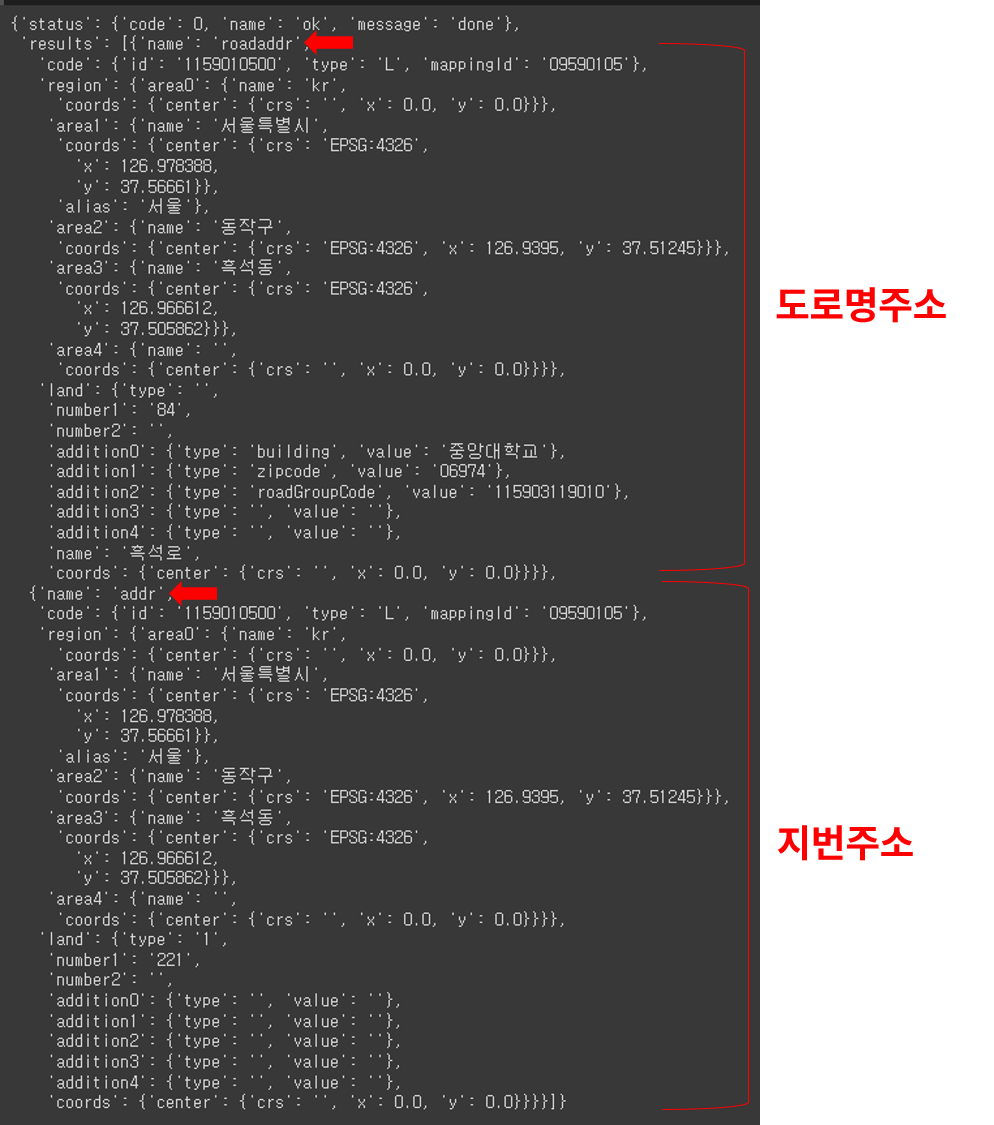 {'status': {'code': 0, 'name': 'ok', 'message': 'done'},
'results': [{'name': 'roadaddr',
'code': {'id': '1159010500', 'type': 'L', 'mappingId': '09590105'},
'region': {'area0': {'name': 'kr',
'coords': {'center': {'crs': '', 'x': 0.0, 'y': 0.0}}},
'area1': {'name': '서울특별시',
'coords': {'center': {'crs': 'EPSG:4326',
'x': 126.978388,
'y': 37.56661}},
'alias': '서울'},
'area2': {'name': '동작구',
'coords': {'center': {'crs': 'EPSG:4326', 'x': 126.9395, 'y': 37.51245}}},
'area3': {'name': '흑석동',
'coords': {'center': {'crs': 'EPSG:4326',
'x': 126.966612,
'y': 37.505862}}},
도로명주소
'area4': {'name': '',
'coords': {'center': {'crs': '', 'x': 0.0, 'y': 0.0}}}},
'land': {'type': '',
'number1': '84',
'number2': '',
'addition0': {'type': 'building', 'value': '중앙대학교'},
'addition1': {'type': 'zipcode', 'value': '06974'},
'addition2': {'type': 'roadGroupCode', 'value': '115903119010'},
'addition3': {'type': '', 'value': ''},
'addition4': {'type': '', 'value': ''},
'name': '흑석로',
'coords': {'center': {'crs': '', 'x': 0.0, 'y': 0.0}}}},
{'name': 'addr',
'code': {'id': '1159010500', 'type': 'L', 'mappingId': '09590105'},
'region': {'area0': {'name': 'kr',
'coords': {'center': {'crs': '', 'x': 0.0, 'y': 0.0}}},
'area1': {'name': '서울특별시',
'coords': {'center': {'crs': 'EPSG:4326',
'x': 126.978388,
'y': 37.56661}},
'alias': '서울'},
'area2': {'name': '동작구',
'coords': {'center': {'crs': 'EPSG:4326', 'x': 126.9395, 'y': 37.51245}}},
'area3': {'name': '흑석동',
'coords': {'center': {'crs': 'EPSG:4326',
'x': 126.966612,
'y': 37.505862}}},
지번주소
'area4': {'name': '',
'coords': {'center': {'crs': '', 'x': 0.0, 'y': 0.0}}}},
'land': {'type': '1',
'number1': '221',
'number2': '',
'addition0': {'type': '', 'value': ''},
'addition1': {'type': '', 'value': ''},
'addition2': {'type': '', 'value': ''},
'addition3': {'type': '', 'value': ''},
'addition4': {'type': '', 'value': ''},
'coords': {'center': {'crs': '', 'x': 0.0, 'y': 0.0}}}}]}